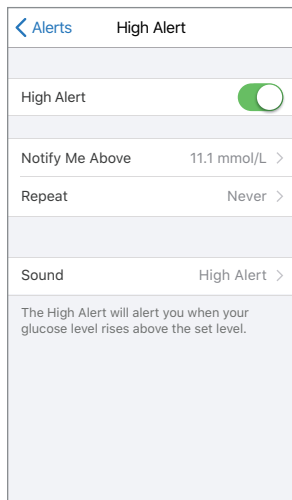 Alerts High Alert
High Alert
Notify Me Above 11.1 mmol/L
Repeat Never
Sound High Alert
The High Alert will alert you when your
glucose level rises above the set level.